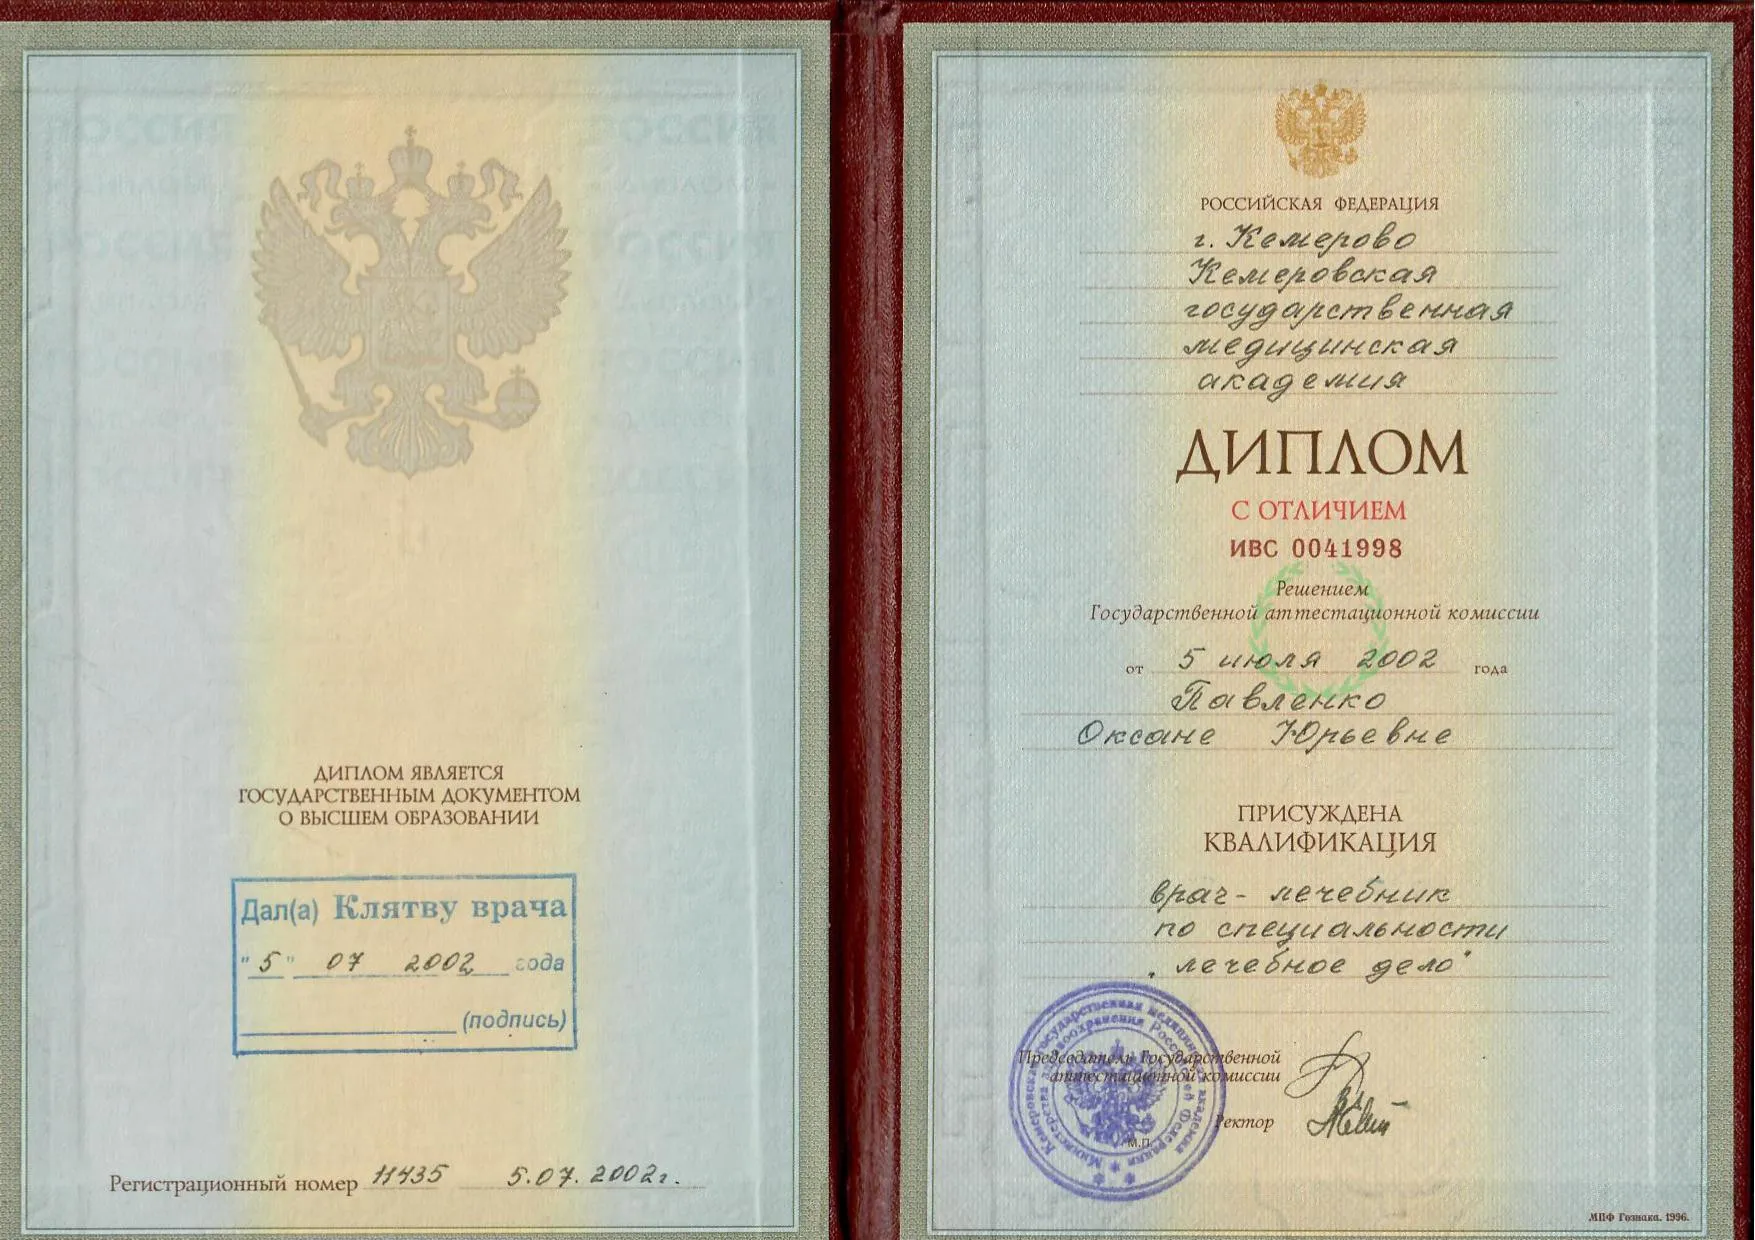 ДИПЛОМ ЯВЛЯЕТСЯ
ГОСУДАРСТВЕННЫМ ДОКУМЕНТОМ
О ВЫСШЕМ ОБРАЗОВАНИИ
Дал(а) Клятву врача
"5" 07 2002 года
(подпись)
Регистрационный номер 11435 5.07.2002г.
РОССИЙСКАЯ ФЕДЕРАЦИЯ
г. Кемерово
Кемеровская
государственная
медицинская
академия
ДИПЛОМ
С ОТЛИЧИЕМ
ИВС 0041998
Решением
Государственной аттестационной комиссии
от 5 июля 2002 года
Павленко
Оксане Юрьевне
ПРИСУЖДЕНА
КВАЛИФИКАЦИЯ
врач-лечебник
по специальности
„лечебное дело"
Председатель Государственной
аттестационной комиссии
Ректор
М.П.
МПФ Гознака. 1996.